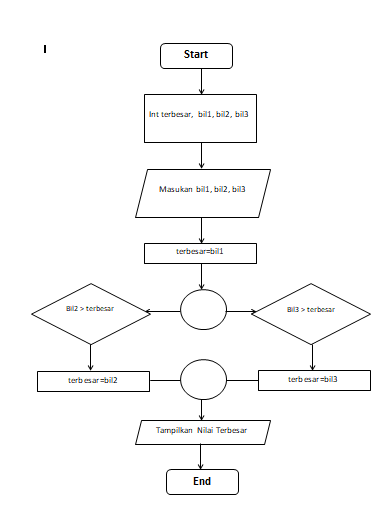 Start
Int terbesar, bil1, bil2, bil3
Masukan bil1, bil2, bil3
terbesar=bil1
Bil2 > terbesar
Bil3 > terbesar
terbesar=bil2
terbesar=bil3
Tampilkan Nilai Terbesar
End